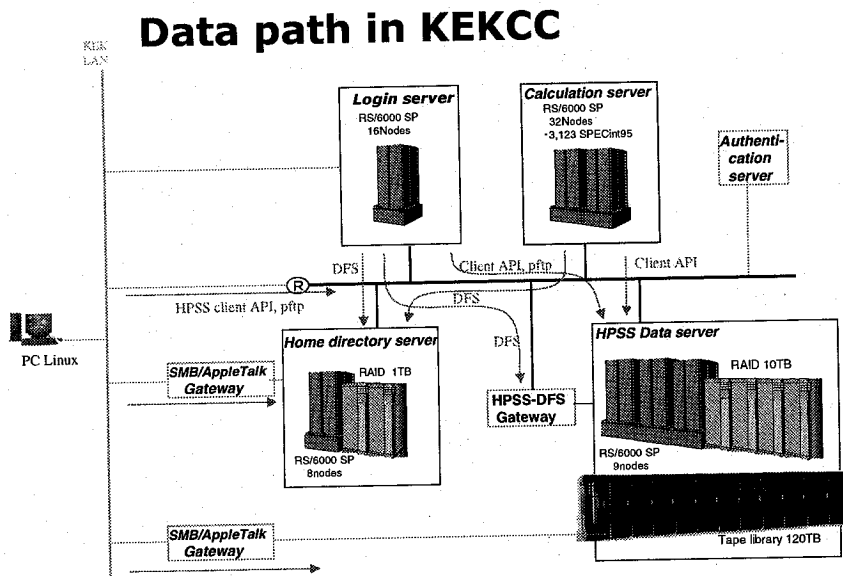 Data path in KEKCC
KEK
LAN
Login server
RS/6000 SP
16Nodes
Calculation server
RS/6000 SP
32Nodes
~3,123 SPECint95
Authenti-
cation
server
DFS
Client API, pftp
Client API
R
HPSS client API, pftp
DFS
PC Linux
Home directory server
RAID 1TB
RS/6000 SP
8nodes
SMB/AppleTalk
Gateway
DFS
HPSS-DFS
Gateway
HPSS Data server
RAID 10TB
RS/6000 SP
9nodes
Tape library 120TB
SMB/AppleTalk
Gateway